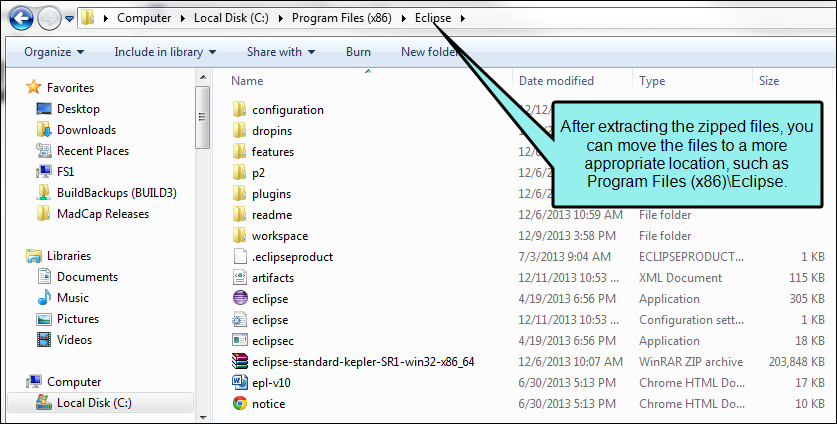 Computer Local Disk (C:) Program Files (x86) Eclipse
Organize Include in library Share with Burn New folder
Name Date modified Type Size
Favorites
Desktop
Downloads
Recent Places
FS1
BuildBackups (BUILD3)
MadCap Releases
Libraries
Documents
Music
Pictures
Videos
Computer
Local Disk (C:)
configuration 12/12/
dropins 12/6/
features 12/6/2
p2 12/6/2
plugins 12/6/2
readme 12/6/2013 10:59 AM File folder
workspace 12/9/2013 3:58 PM File folder
.eclipseproduct 7/3/2013 9:04 AM ECLIPSEPRODUCT... 1 KB
artifacts 12/11/2013 10:53 ... XML Document 115 KB
eclipse 4/19/2013 6:56 PM Application 305 KB
eclipse 12/11/2013 10:53 ... Configuration sett... 1 KB
eclipsec 4/19/2013 6:56 PM Application 18 KB
eclipse-standard-kepler-SR1-win32-x86_64 12/6/2013 10:07 AM WinRAR ZIP archive 203,848 KB
epl-v10 6/30/2013 5:13 PM Chrome HTML Do... 17 KB
notice 6/30/2013 5:13 PM Chrome HTML Do... 10 KB
After extracting the zipped files, you
can move the files to a more
appropriate location, such as
Program Files (x86)\Eclipse.